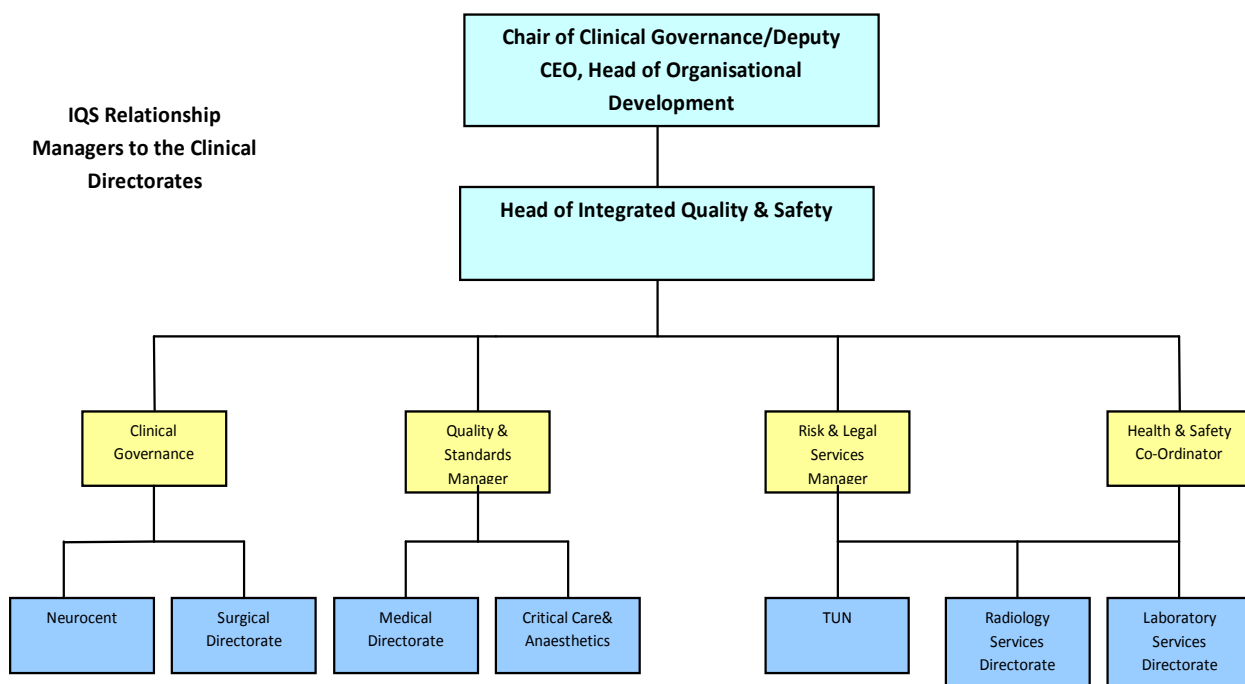 Chair of Clinical Governance/Deputy
CEO, Head of Organisational
Development
IQS Relationship
Managers to the Clinical
Directorates
Head of Integrated Quality & Safety
Clinical
Governance
Quality &
Standards
Manager
Risk & Legal
Services
Manager
Health & Safety
Co-Ordinator
Neurocent
Surgical
Directorate
Medical
Directorate
Critical Care&
Anaesthetics
TUN
Radiology
Services
Directorate
Laboratory
Services
Directorate